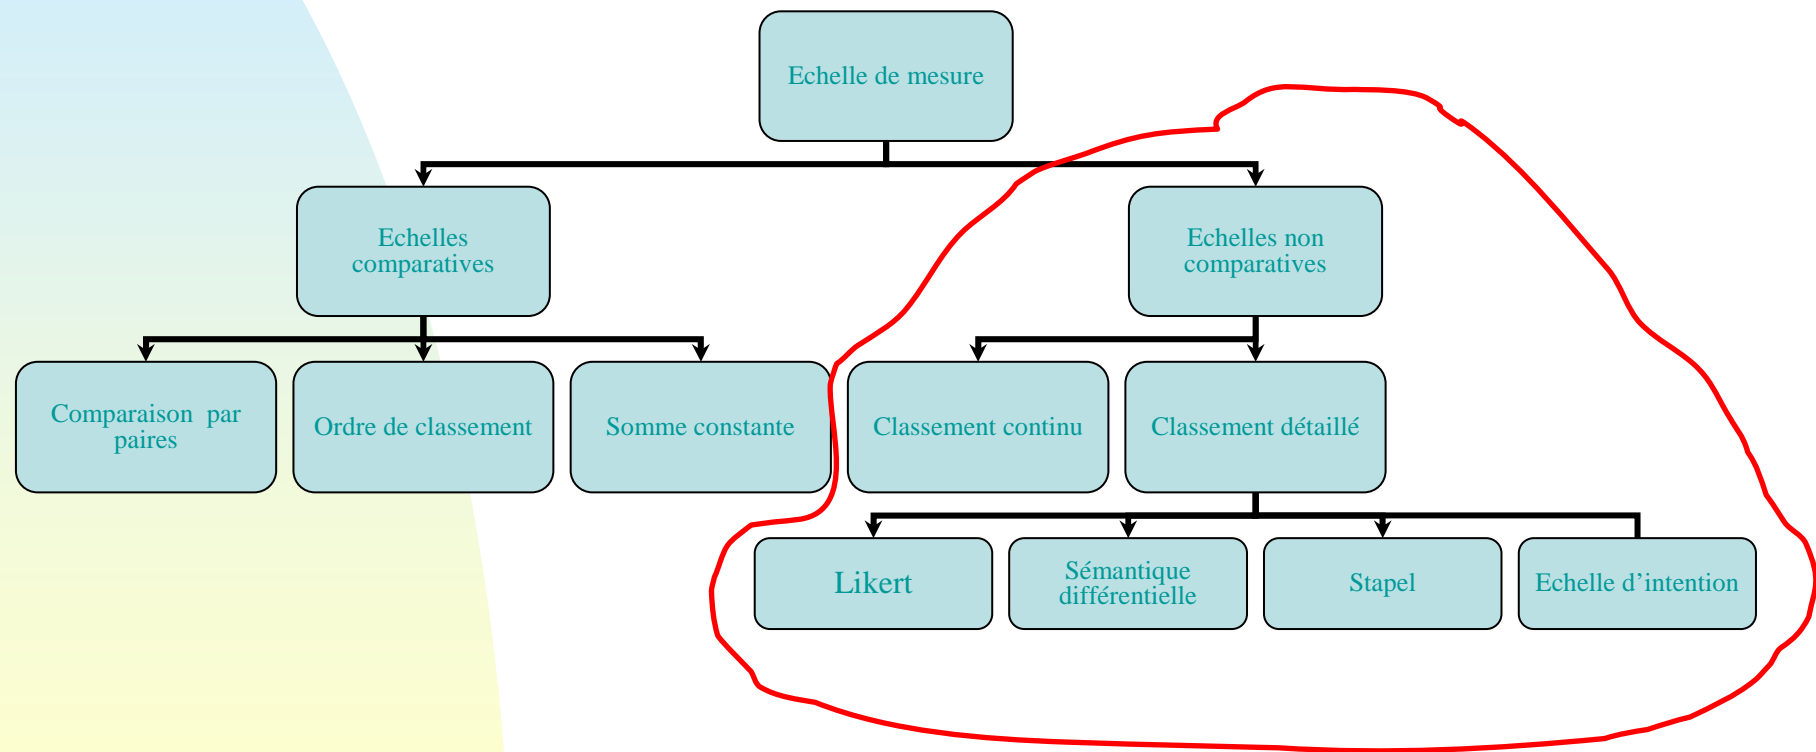 Echelle de mesure
Echelles
comparatives
Echelles non
comparatives
Comparaison par
paires
Ordre de classement
Somme constante
Classement continu
Classement détaillé
Likert
Sémantique
différentielle
Stapel
Echelle d’intention